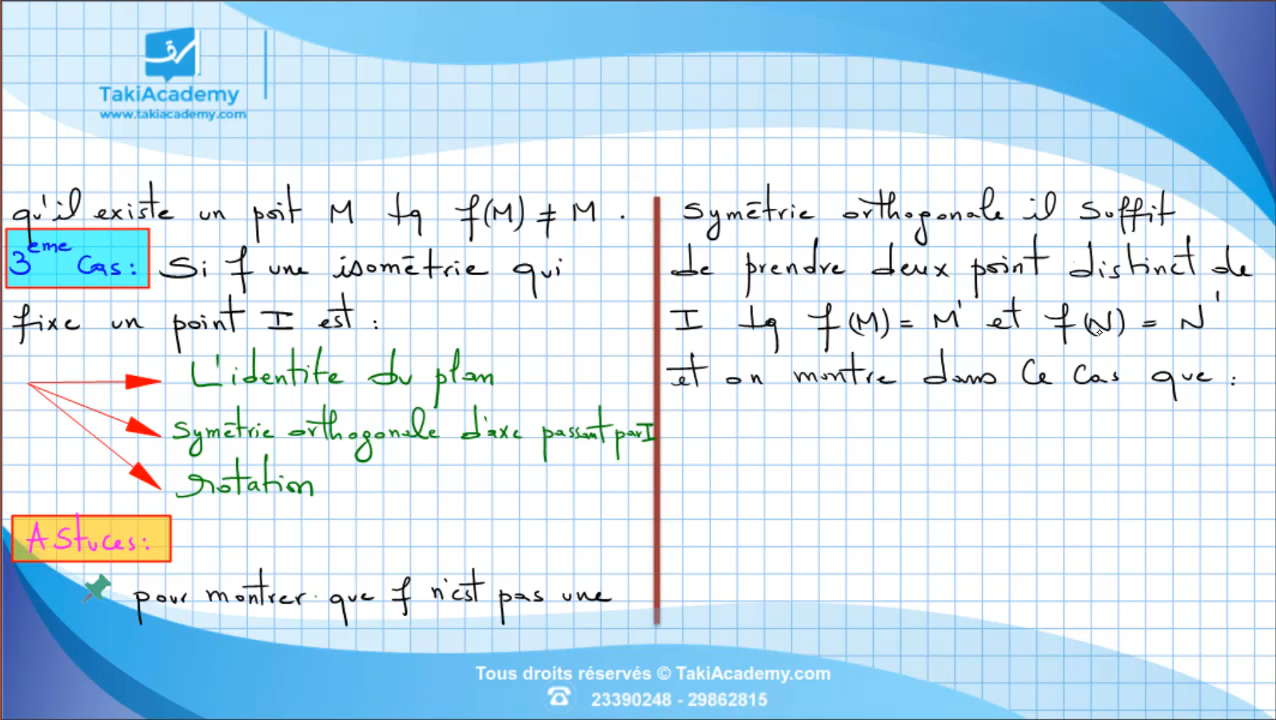 TakiAcademy
www.takiacademy.com
qu'il existe un poit M tq f(M) ≠ M .
3eme Cas: Si f une isométrie qui
fixe un point I est :
L'identite du plan
symétrie orthogonale d'axe passant par I
rotation
Astuces:
pour montrer que f n'est pas une
symétrie orthogonale il suffit
de prendre deux point distinct de
I tq f(M) = M' et f(N) = N'
et on montre dans ce cas que :
Tous droits réservés © TakiAcademy.com
23390248 - 29862815